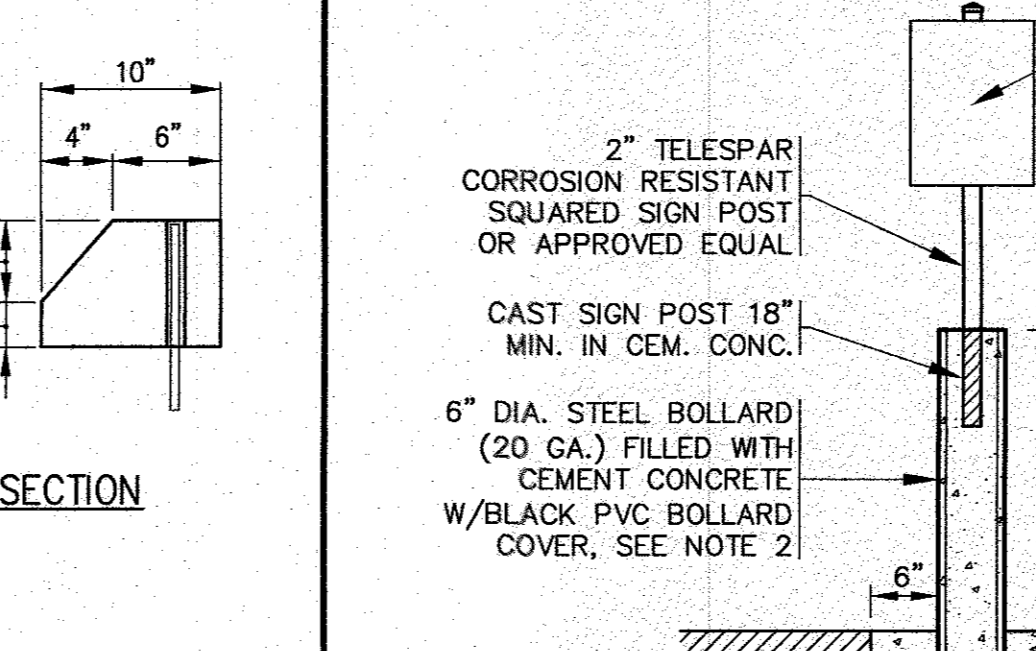 10"
4" 6"
SECTION
2" TELESPAR
CORROSION RESISTANT
SQUARED SIGN POST
OR APPROVED EQUAL
CAST SIGN POST 18"
MIN. IN CEM. CONC.
6" DIA. STEEL BOLLARD
(20 GA.) FILLED WITH
CEMENT CONCRETE
W/BLACK PVC BOLLARD
COVER, SEE NOTE 2
6"